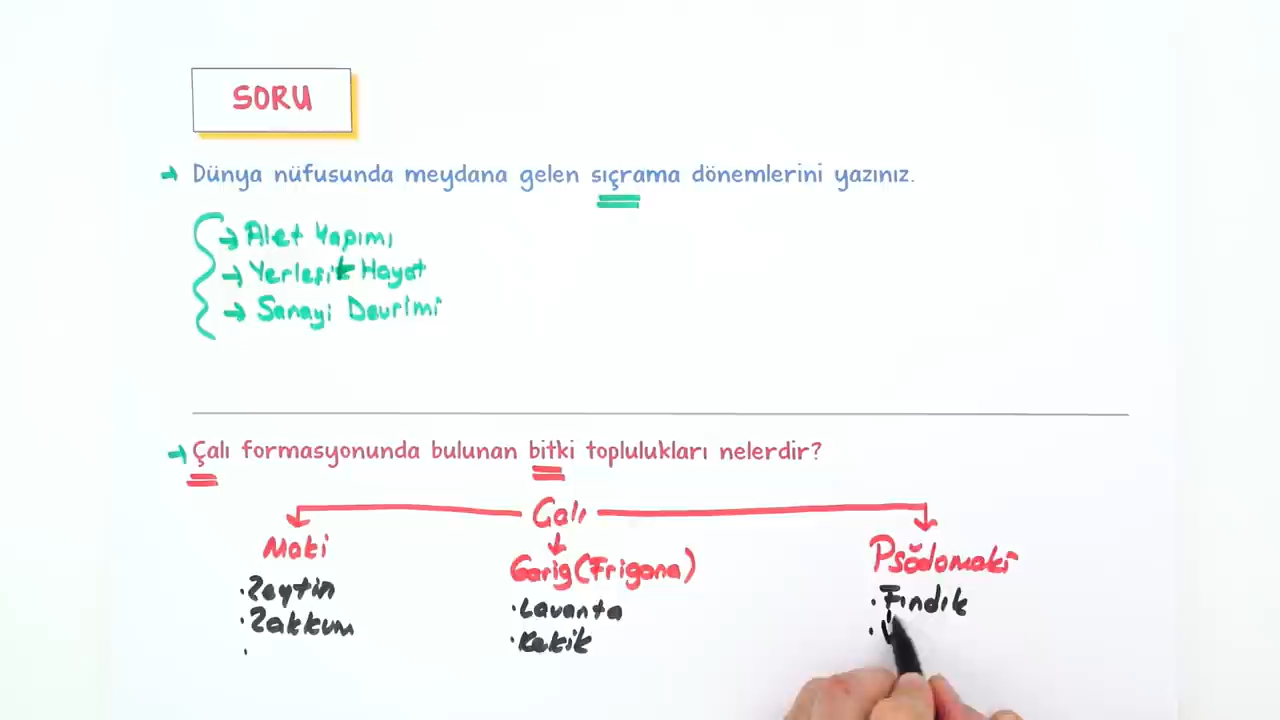 SORU
Dünya nüfusunda meydana gelen sıçrama dönemlerini yazınız.
→ Alet Yapımı
→ Yerleşik Hayat
→ Sanayi Devrimi
Çalı formasyonunda bulunan bitki toplulukları nelerdir?
Çalı
Maki
Garig (Frigana)
Psödomaki
· Zeytin
· Zakkum
·
· Lavanta
· Kekik
· Fındık
·